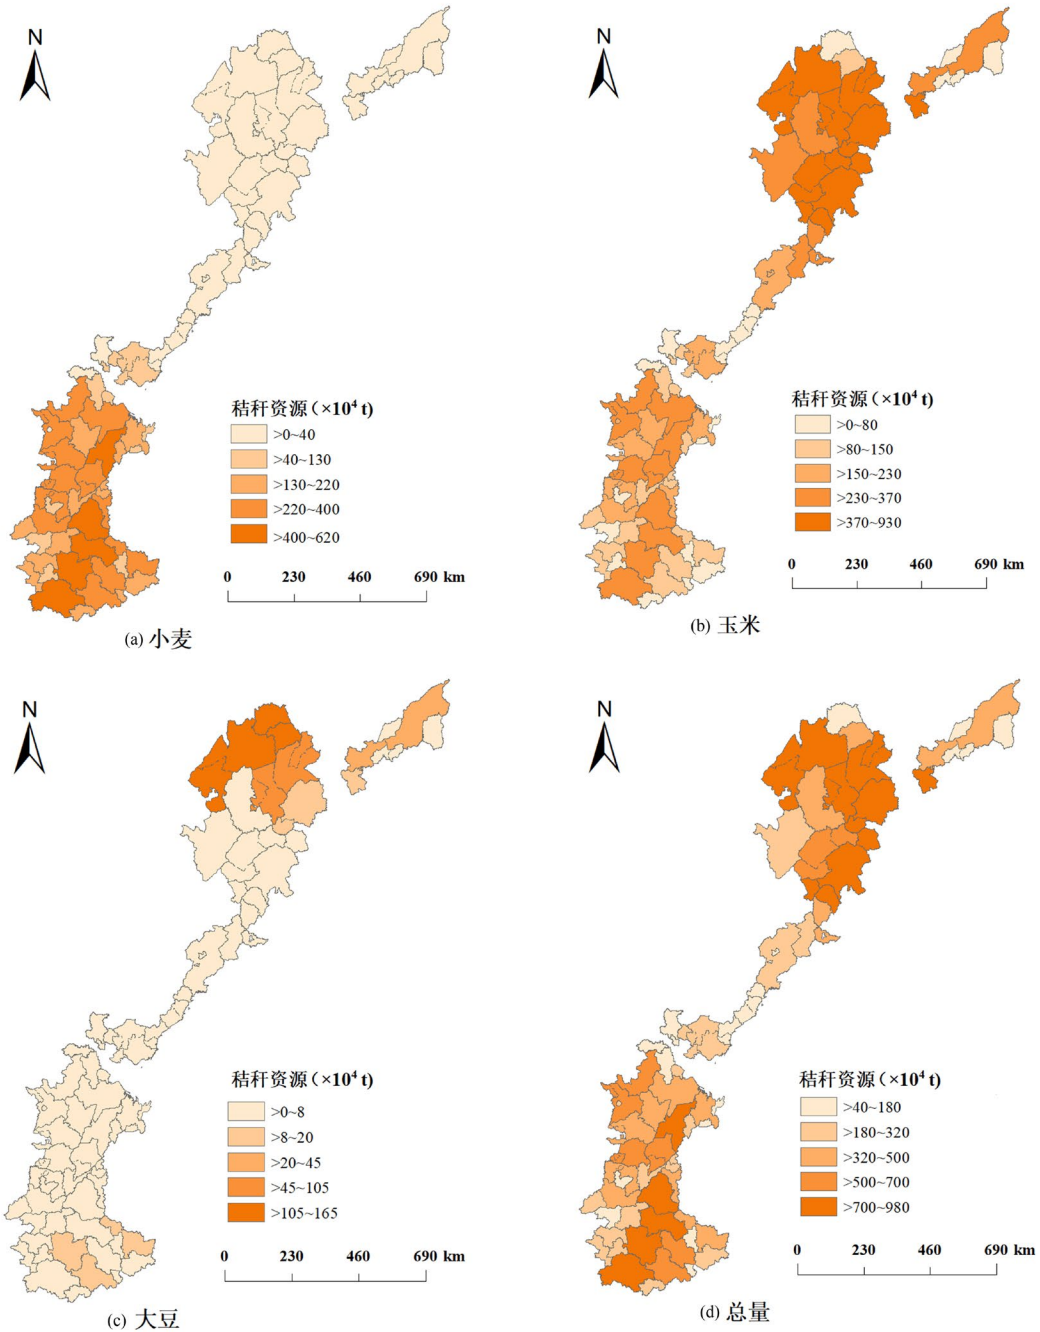 N
秸秆资源（×10⁴ t）
>0~40
>40~130
>130~220
>220~400
>400~620
0 230 460 690 km
(a) 小麦
N
秸秆资源（×10⁴ t）
>0~80
>80~150
>150~230
>230~370
>370~930
0 230 460 690 km
(b) 玉米
N
秸秆资源（×10⁴ t）
>0~8
>8~20
>20~45
>45~105
>105~165
0 230 460 690 km
(c) 大豆
N
秸秆资源（×10⁴ t）
>40~180
>180~320
>320~500
>500~700
>700~980
0 230 460 690 km
(d) 总量